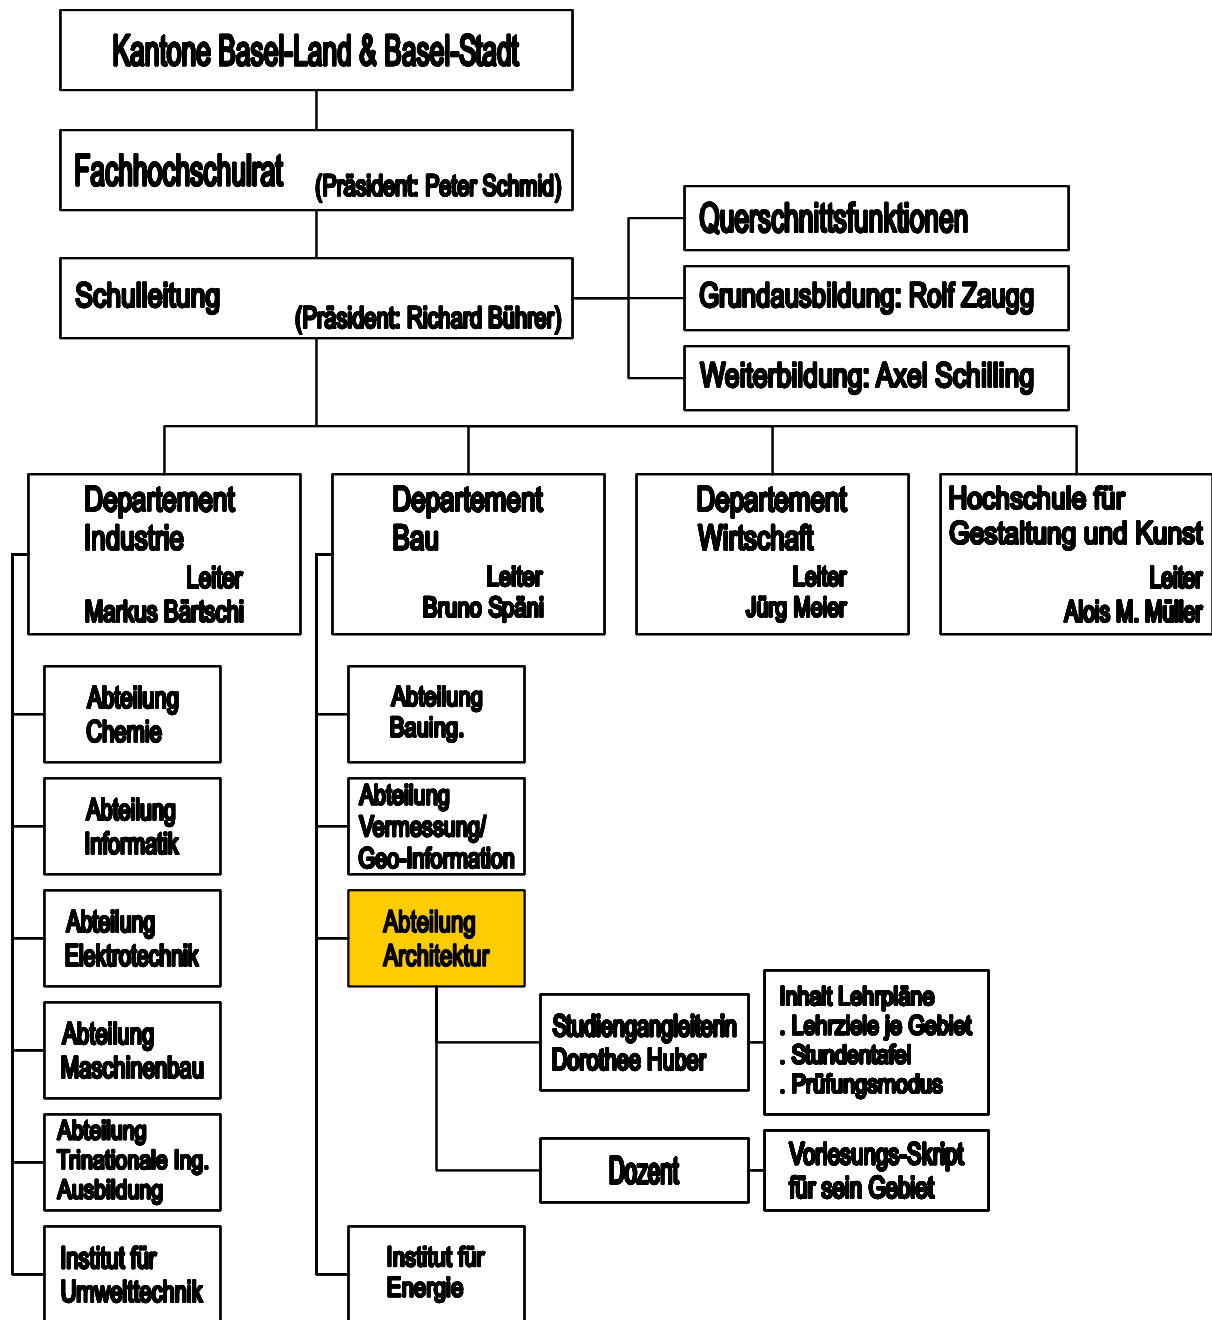 Kantone Basel-Land & Basel-Stadt
Fachhochschulrat
(Präsident: Peter Schmid)
Querschnittsfunktionen
Schulleitung
(Präsident: Richard Bührer)
Grundausbildung: Rolf Zaugg
Weiterbildung: Axel Schilling
Departement
Industrie
Leiter
Markus Bärtschi
Departement
Bau
Leiter
Bruno Späni
Departement
Wirtschaft
Leiter
Jürg Meier
Hochschule für
Gestaltung und Kunst
Leiter
Alois M. Müller
Abteilung
Chemie
Abteilung
Informatik
Abteilung
Elektrotechnik
Abteilung
Maschinenbau
Abteilung
Trinationale Ing.
Ausbildung
Institut für
Umwelttechnik
Abteilung
Bauing.
Abteilung
Vermessung/
Geo-Information
Abteilung
Architektur
Studiengangleiterin
Dorothee Huber
Inhalt Lehrpläne
. Lehrziele je Gebiet
. Stundentafel
. Prüfungsmodus
Dozent
Vorlesungs-Skript
für sein Gebiet
Institut für
Energie